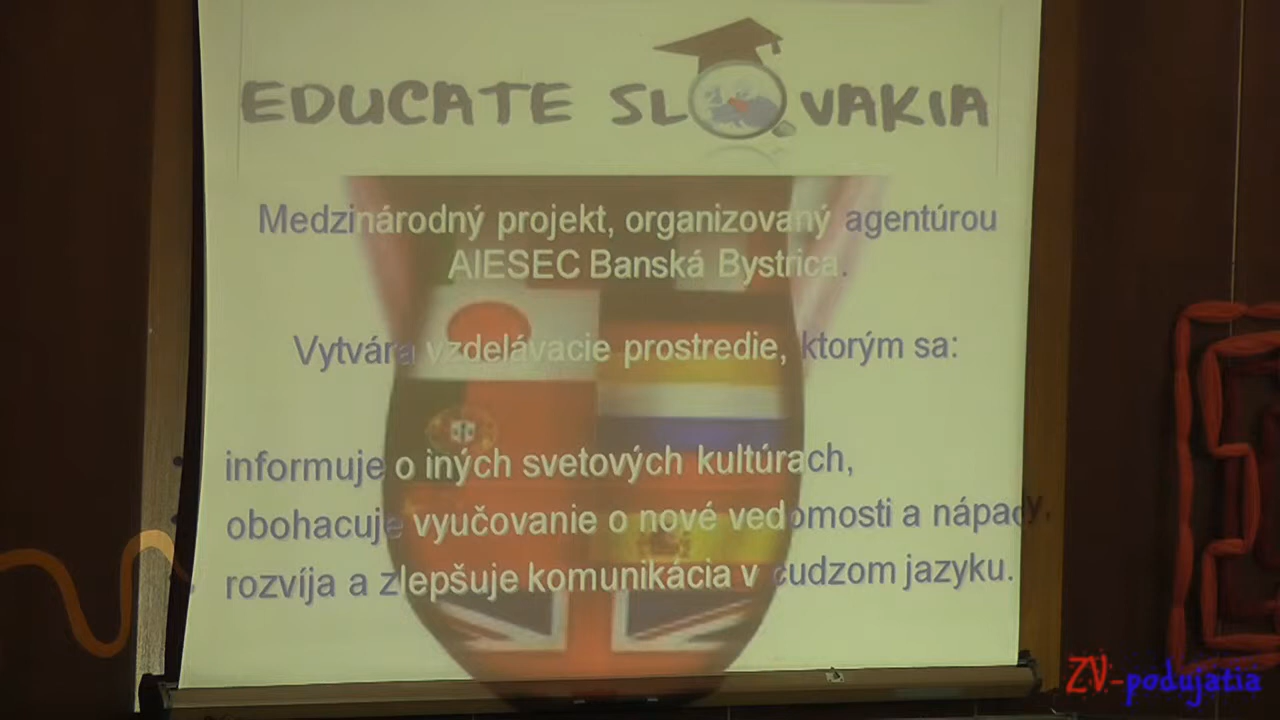 EDUCATE SLOVAKIA
Medzinárodný projekt, organizovaný agentúrou
AIESEC Banská Bystrica.
Vytvára vzdelávacie prostredie, ktorým sa:
informuje o iných svetových kultúrach,
obohacuje vyučovanie o nové vedomosti a nápady,
rozvíja a zlepšuje komunikácia v cudzom jazyku.
ZV-podujatia